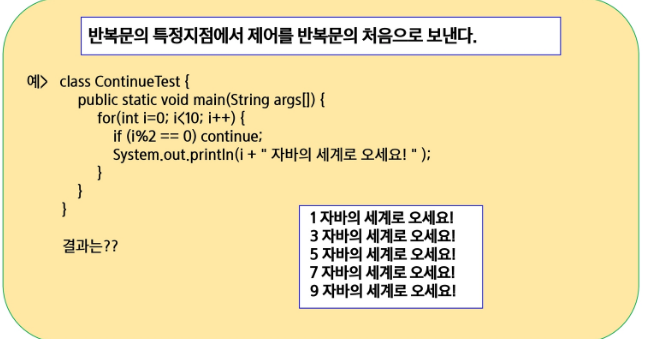 반복문의 특정지점에서 제어를 반복문의 처음으로 보낸다.
예> class ContinueTest {
public static void main(String args[]) {
for(int i=0; i<10; i++) {
if (i%2 == 0) continue;
System.out.println(i + " 자바의 세계로 오세요! " );
}
}
}
결과는??
1 자바의 세계로 오세요!
3 자바의 세계로 오세요!
5 자바의 세계로 오세요!
7 자바의 세계로 오세요!
9 자바의 세계로 오세요!